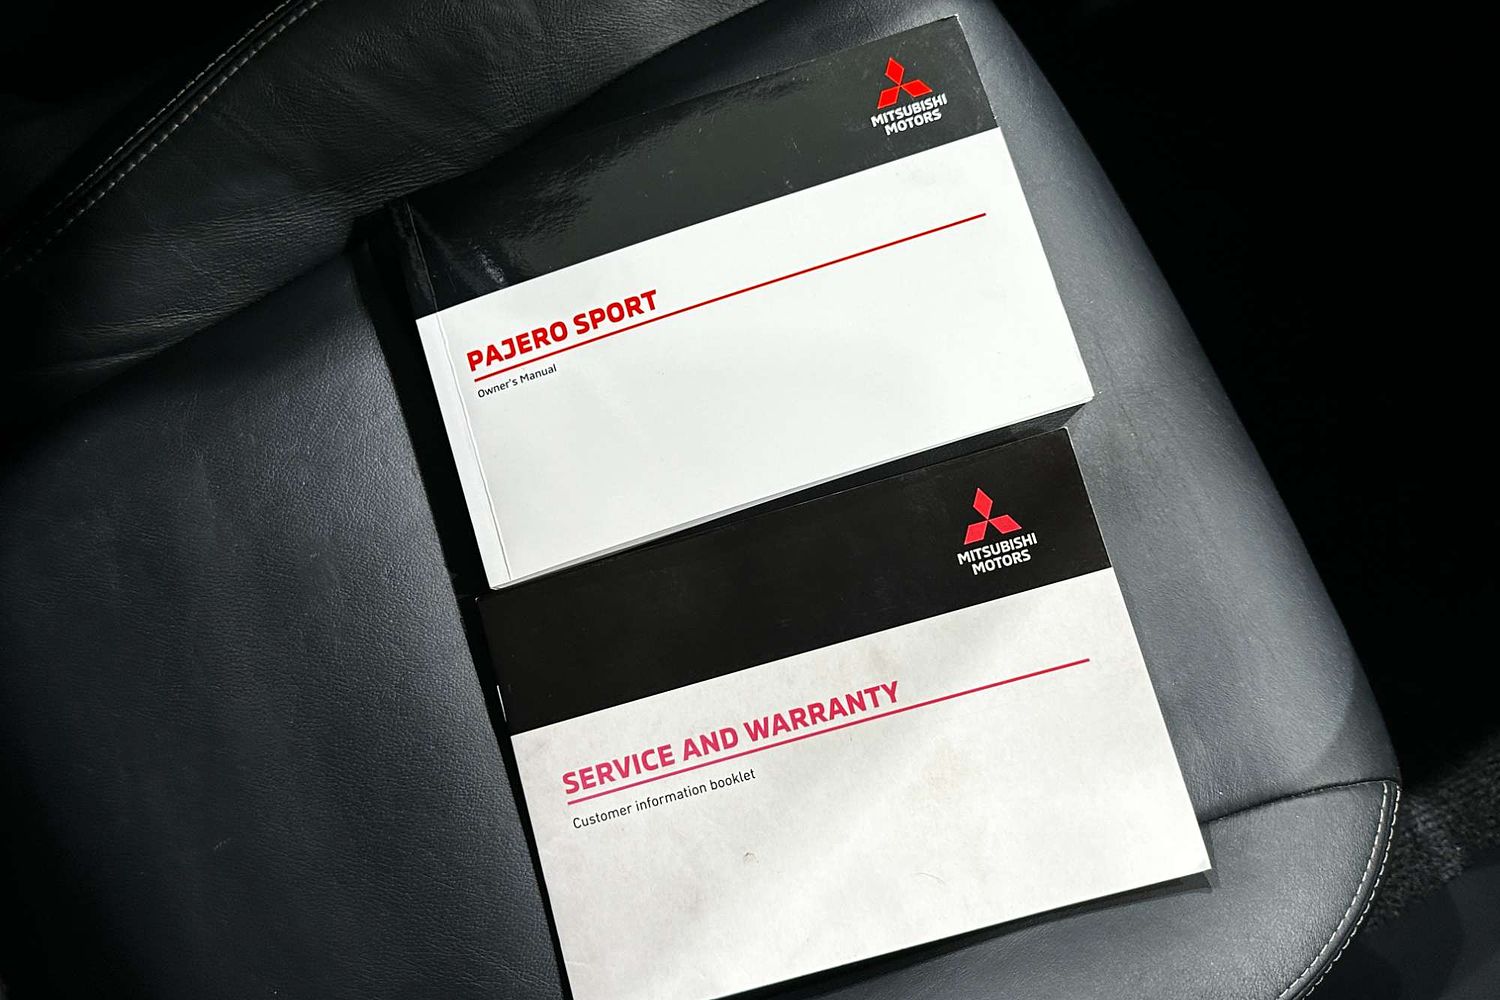 MITSUBISHI
MOTORS
PAJERO SPORT
Owner's Manual
MITSUBISHI
MOTORS
SERVICE AND WARRANTY
Customer information booklet